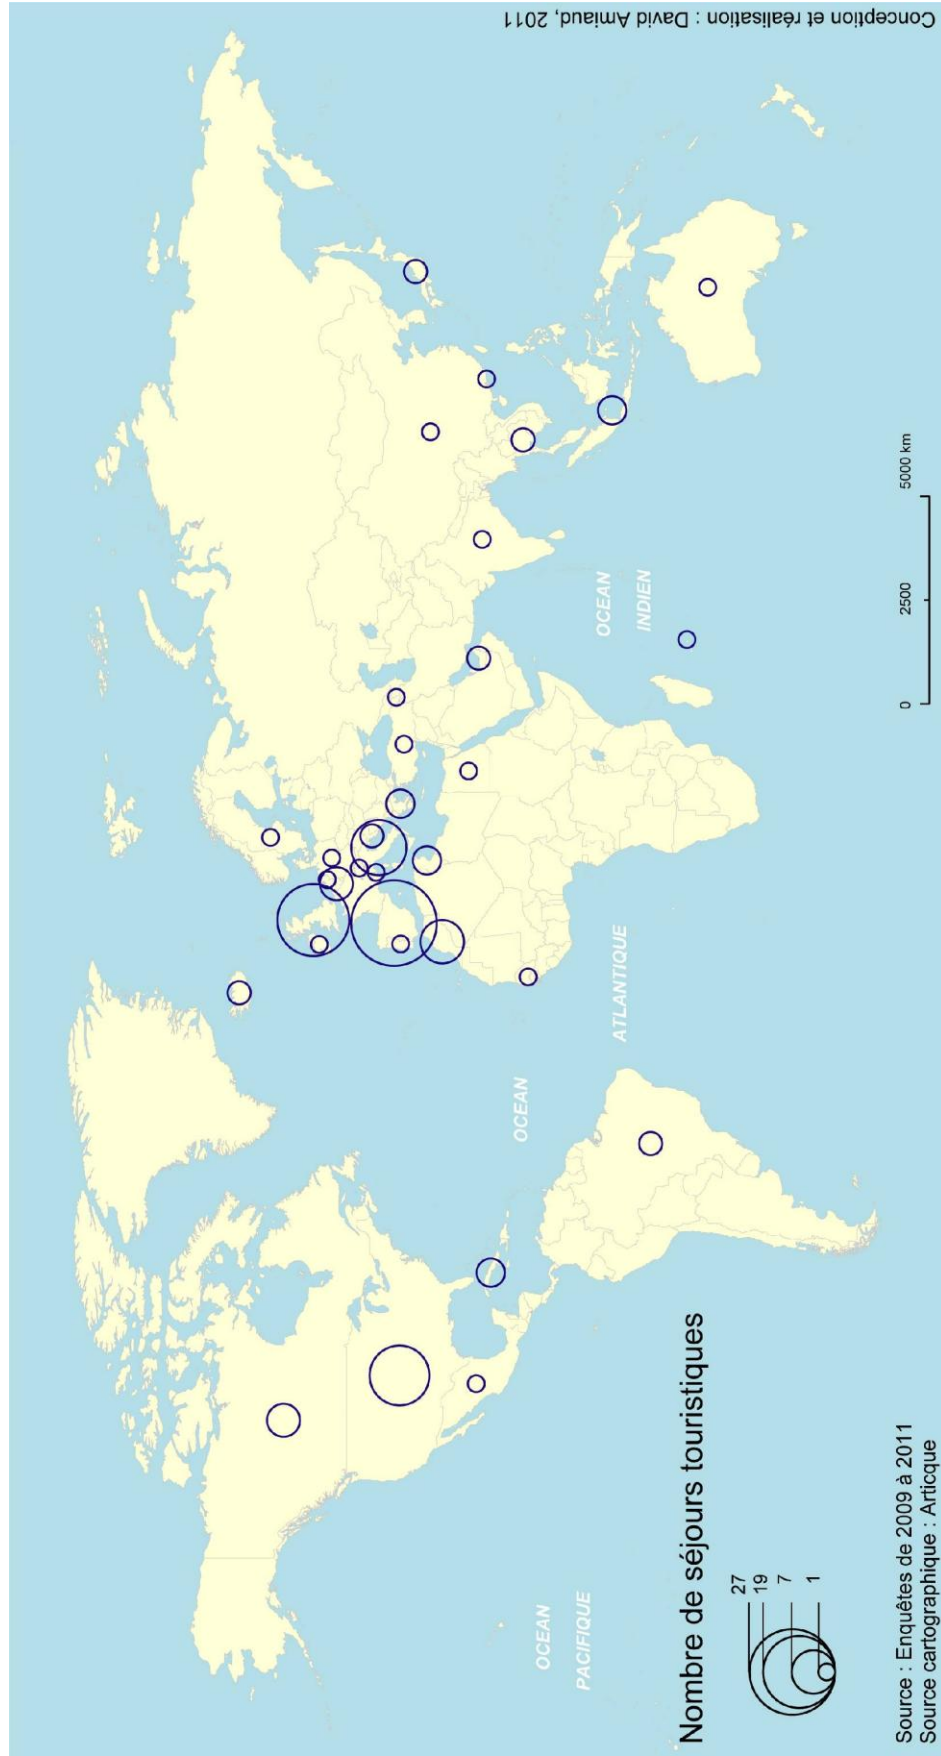 Conception et réalisation : David Amiaud, 2011
OCEAN
PACIFIQUE
OCEAN
ATLANTIQUE
OCEAN
INDIEN
Nombre de séjours touristiques
27
19
7
1
0 2500 5000 km
Source : Enquêtes de 2009 à 2011
Source cartographique : Articque